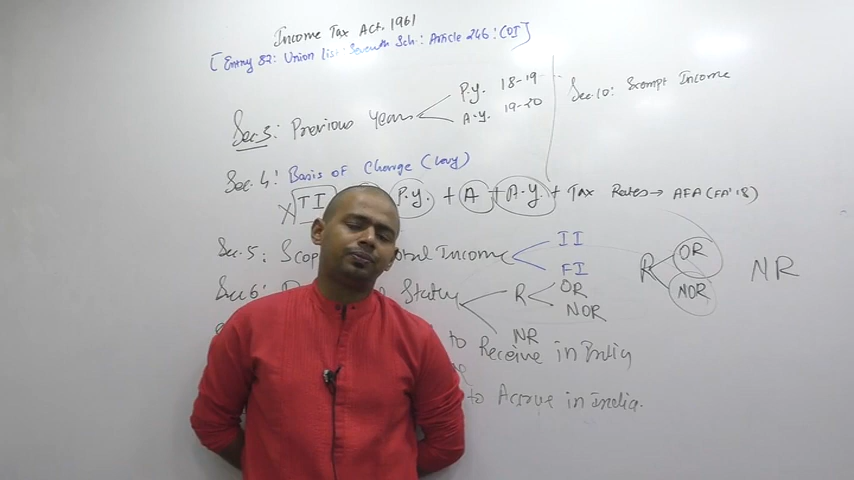 Income Tax Act, 1961
[Entry 82: Union List: Seventh Sch: Article 246: COI]
Sec.3: Previous Years
P.Y. 18-19
A.Y. 19-20
Sec.10: Exempt Income
Sec.4: Basis of Charge (Levy)
X TI P.Y. + A + A.Y. + Tax Rates → AFA (FA'18)
Sec.5: Scop Income
II
FI
R OR NOR NR
Sec 6: Status
R OR
NOR
NR
to Receive in India
to Accrue in India.